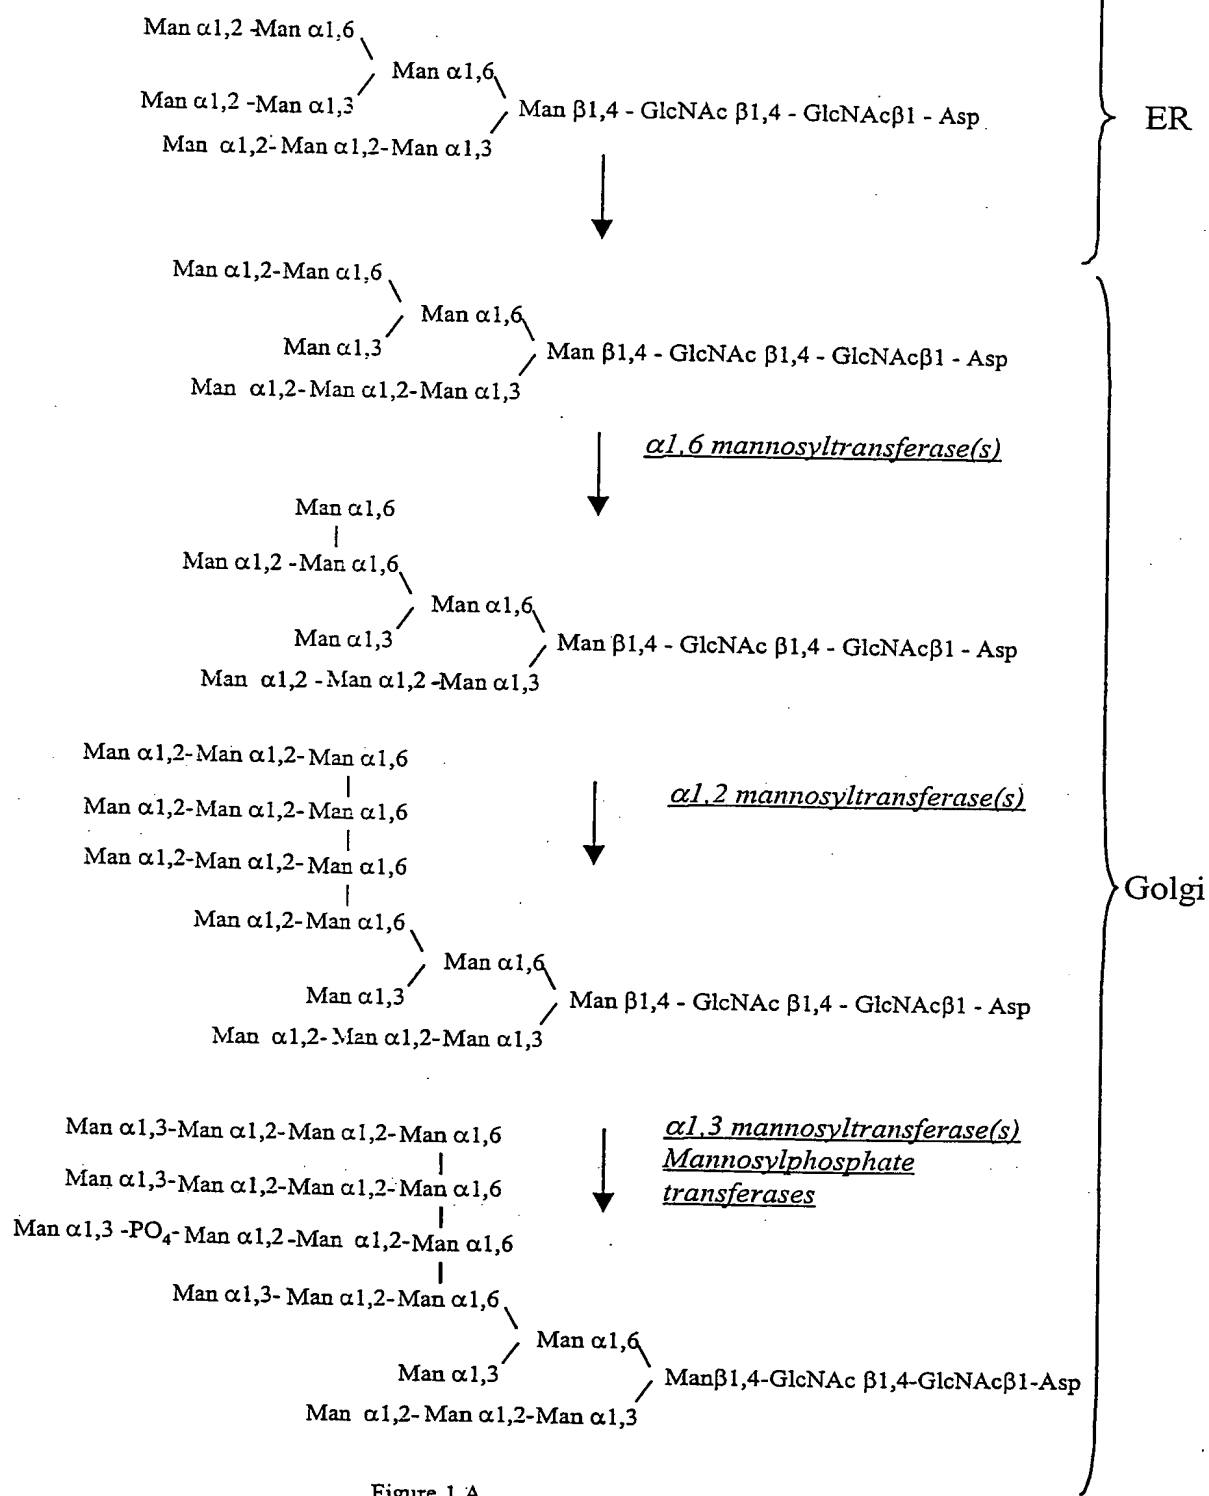 Man α1,2 -Man α1,6
Man α1,6
Man α1,2 -Man α1,3
Man β1,4 - GlcNAc β1,4 - GlcNAcβ1 - Asp
ER
Man α1,2- Man α1,2-Man α1,3
Man α1,2-Man α1,6
Man α1,6
Man α1,3
Man β1,4 - GlcNAc β1,4 - GlcNAcβ1 - Asp
Man α1,2- Man α1,2-Man α1,3
α1,6 mannosyltransferase(s)
Man α1,6
Man α1,2 -Man α1,6
Man α1,6
Man α1,3
Man β1,4 - GlcNAc β1,4 - GlcNAcβ1 - Asp
Man α1,2 -Man α1,2 -Man α1,3
Man α1,2-Man α1,2-Man α1,6
α1,2 mannosyltransferase(s)
Man α1,2-Man α1,2-Man α1,6
Man α1,2-Man α1,2-Man α1,6
Golgi
Man α1,2-Man α1,6
Man α1,6
Man α1,3
Man β1,4 - GlcNAc β1,4 - GlcNAcβ1 - Asp
Man α1,2- Man α1,2-Man α1,3
Man α1,3-Man α1,2-Man α1,2-Man α1,6
α1,3 mannosyltransferase(s)
Mannosylphosphate
transferases
Man α1,3-Man α1,2-Man α1,2-Man α1,6
Man α1,3 -PO4- Man α1,2 -Man α1,2-Man α1,6
Man α1,3- Man α1,2-Man α1,6
Man α1,6
Man α1,3
Manβ1,4-GlcNAc β1,4-GlcNAcβ1-Asp
Man α1,2- Man α1,2-Man α1,3
Figure 1 A